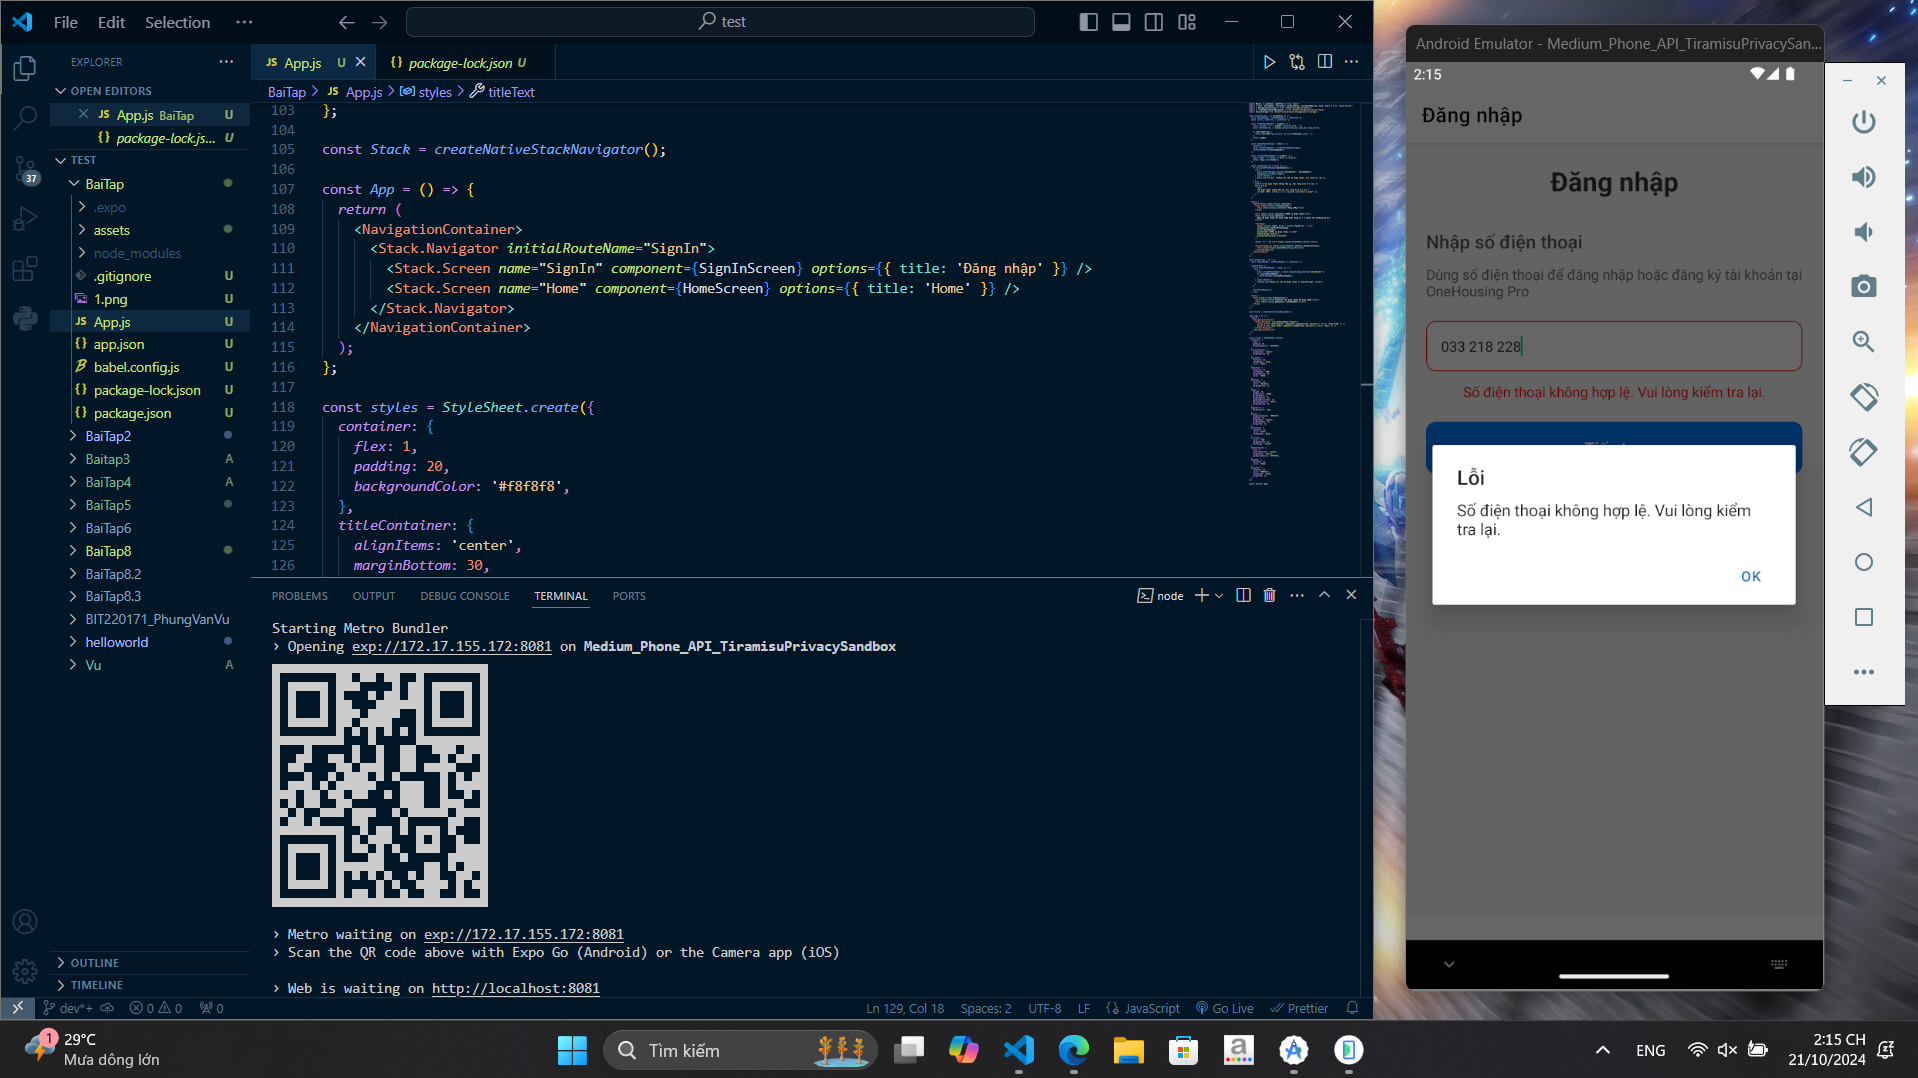 File Edit Selection ···
test
EXPLORER
OPEN EDITORS
App.js BaiTap U
package-lock.js... U
TEST
BaiTap
.expo
assets
node_modules
.gitignore U
1.png U
JS App.js U
app.json U
babel.config.js U
package-lock.json U
package.json U
BaiTap2
Baitap3 A
BaiTap4 A
BaiTap5
BaiTap6
BaiTap8
BaiTap8.2
BaiTap8.3
BIT220171_PhungVanVu
helloworld
Vu A
OUTLINE
TIMELINE
37
JS App.js U
{} package-lock.json U
BaiTap > JS App.js > styles > titleText
103 };
104
105 const Stack = createNativeStackNavigator();
106
107 const App = () => {
108 return (
109 <NavigationContainer>
110 <Stack.Navigator initialRouteName="SignIn">
111 <Stack.Screen name="SignIn" component={SignInScreen} options={{ title: 'Đăng nhập' }} />
112 <Stack.Screen name="Home" component={HomeScreen} options={{ title: 'Home' }} />
113 </Stack.Navigator>
114 </NavigationContainer>
115 );
116 };
117
118 const styles = StyleSheet.create({
119 container: {
120 flex: 1,
121 padding: 20,
122 backgroundColor: '#f8f8f8',
123 },
124 titleContainer: {
125 alignItems: 'center',
126 marginBottom: 30,
PROBLEMS OUTPUT DEBUG CONSOLE TERMINAL PORTS
node
Starting Metro Bundler
› Opening exp://172.17.155.172:8081 on Medium_Phone_API_TiramisuPrivacySandbox
› Metro waiting on exp://172.17.155.172:8081
› Scan the QR code above with Expo Go (Android) or the Camera app (iOS)
› Web is waiting on http://localhost:8081
dev*+ 0 0 0
Ln 129, Col 18 Spaces: 2 UTF-8 LF {} JavaScript Go Live Prettier
Android Emulator - Medium_Phone_API_TiramisuPrivacySan...
2:15
Đăng nhập
Đăng nhập
Nhập số điện thoại
Dùng số điện thoại để đăng nhập hoặc đăng ký tài khoản tại
OneHousing Pro
033 218 228
Số điện thoại không hợp lệ. Vui lòng kiểm tra lại.
Lỗi
Số điện thoại không hợp lệ. Vui lòng kiểm
tra lại.
OK
1
29°C
Mưa dông lớn
Tìm kiếm
ENG
2:15 CH
21/10/2024